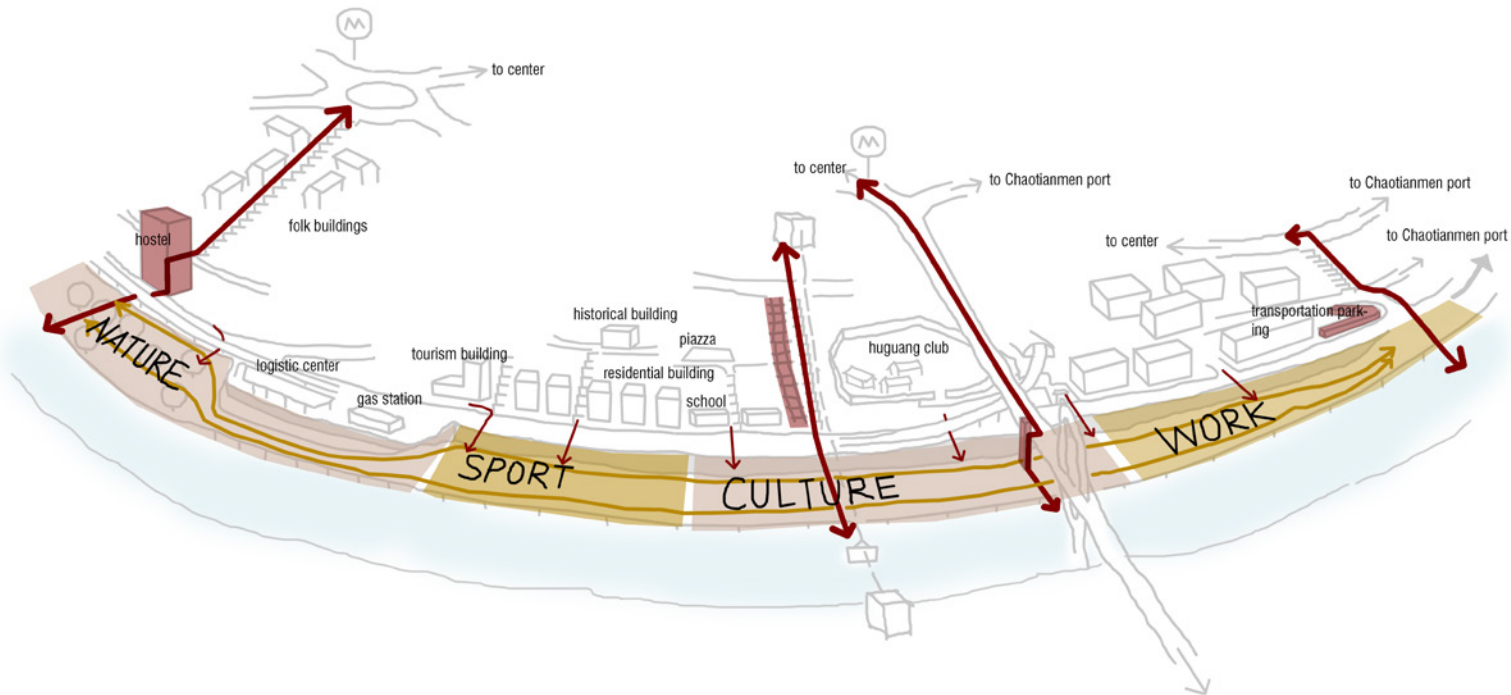 M
to center
folk buildings
hostel
NATURE
logistic center
gas station
tourism building
historical building
piazza
residential building
school
SPORT
CULTURE
huguang club
M
to center
to Chaotianmen port
to Chaotianmen port
to center
to Chaotianmen port
transportation park-
ing
WORK